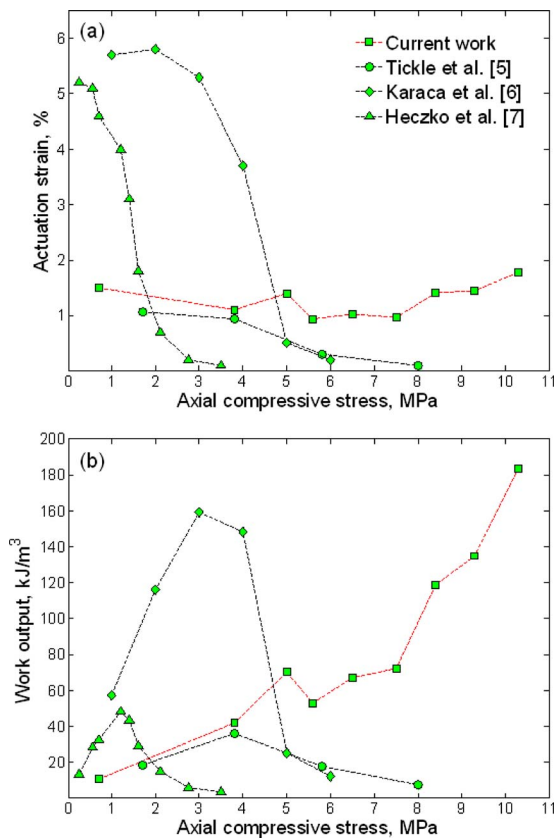 (a)
Current work
Tickle et al. [5]
Karaca et al. [6]
Heczko et al. [7]
Actuation strain, %
6
5
4
3
2
1
0 1 2 3 4 5 6 7 8 9 10 11
Axial compressive stress, MPa
(b)
Work output, kJ/m³
200
180
160
140
120
100
80
60
40
20
0 1 2 3 4 5 6 7 8 9 10 11
Axial compressive stress, MPa